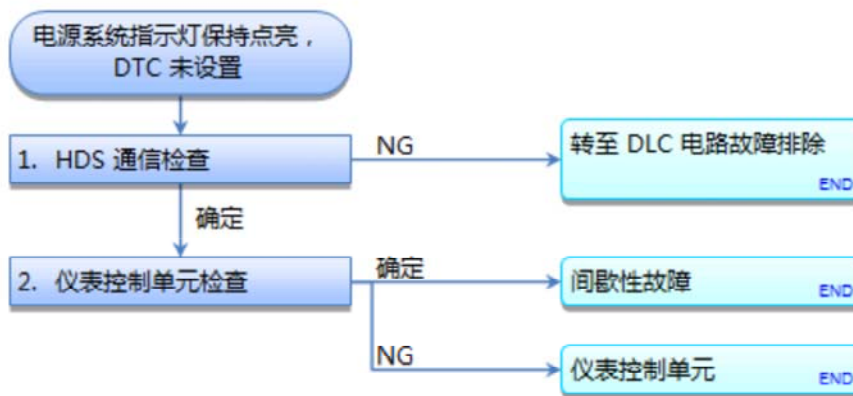 电源系统指示灯保持点亮，
DTC 未设置
1. HDS 通信检查
NG
转至 DLC 电路故障排除
END
确定
2. 仪表控制单元检查
确定
间歇性故障
END
NG
仪表控制单元
END